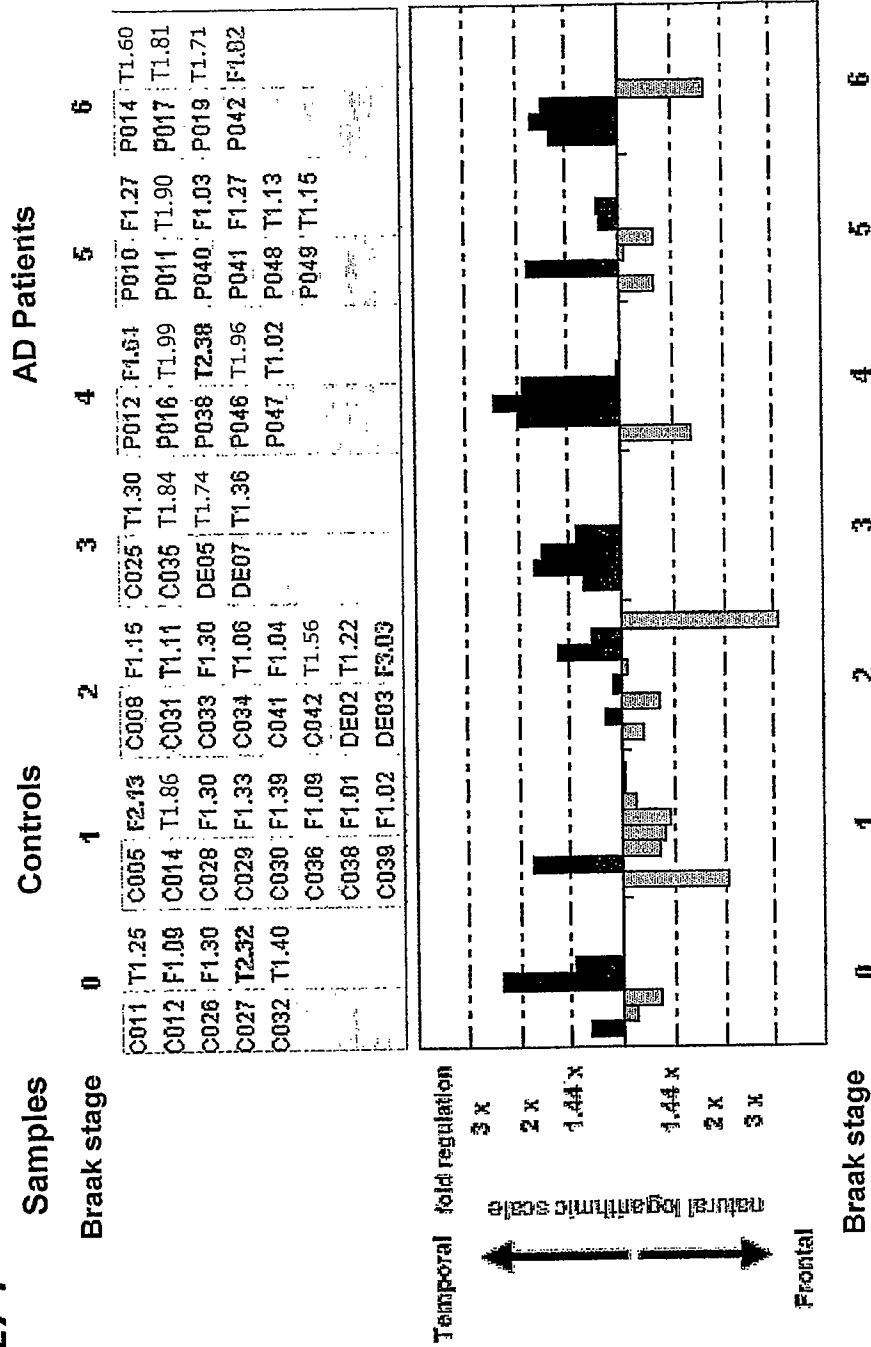 Samples Controls AD Patients
Braak stage 0 1 2 3 4 5 6
C011 T1.25 C005 F2.13 C008 F1.15 C025 T1.30 P012 F1.61 P010 F1.27 P014 T1.60
C012 F1.09 C014 T1.86 C031 T1.11 C035 T1.84 P016 T1.99 P011 T1.90 P017 T1.81
C026 F1.30 C028 F1.30 C033 F1.30 DE05 T1.74 P038 T2.38 P040 F1.03 P019 T1.71
C027 T2.32 C029 F1.33 C034 T1.06 DE07 T1.36 P046 T1.96 P041 F1.27 P042 F1.82
C032 T1.40 C030 F1.39 C041 F1.04 P047 T1.02 P048 T1.13
C036 F1.09 C042 T1.56 P049 T1.15
C038 F1.01 DE02 T1.22
C039 F1.02 DE03 F3.03
Temporal fold regulation
3 x
2 x
1.44 x
natural logarithmic scale
1.44 x
2 x
3 x
Frontal
Braak stage 0 1 2 3 4 5 6